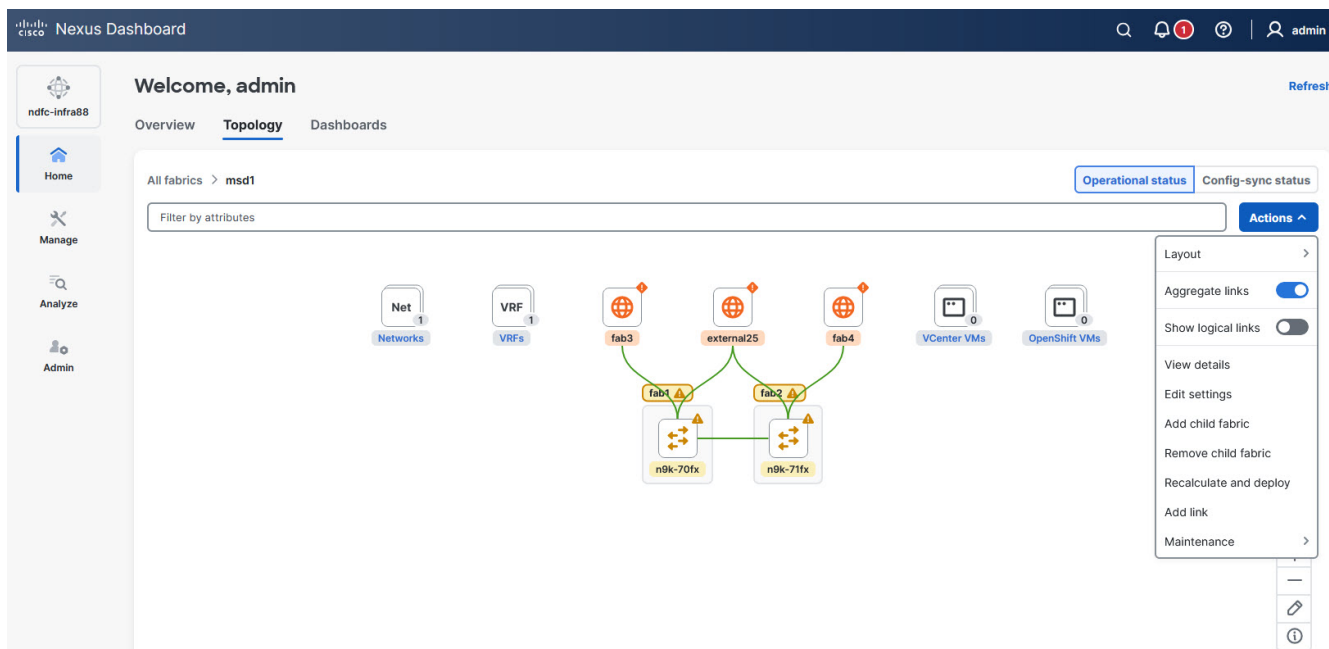 CISCO Nexus Dashboard
1
admin
ndfc-infra88
Home
Manage
Analyze
Admin
Welcome, admin
Refresh
Overview Topology Dashboards
All fabrics > msd1
Operational status Config-sync status
Filter by attributes
Actions
Layout
Aggregate links
Show logical links
View details
Edit settings
Add child fabric
Remove child fabric
Recalculate and deploy
Add link
Maintenance
Net
1
Networks
VRF
1
VRFs
fab3
external25
fab4
0
VCenter VMs
0
OpenShift VMs
fab1
fab2
n9k-70fx
n9k-71fx